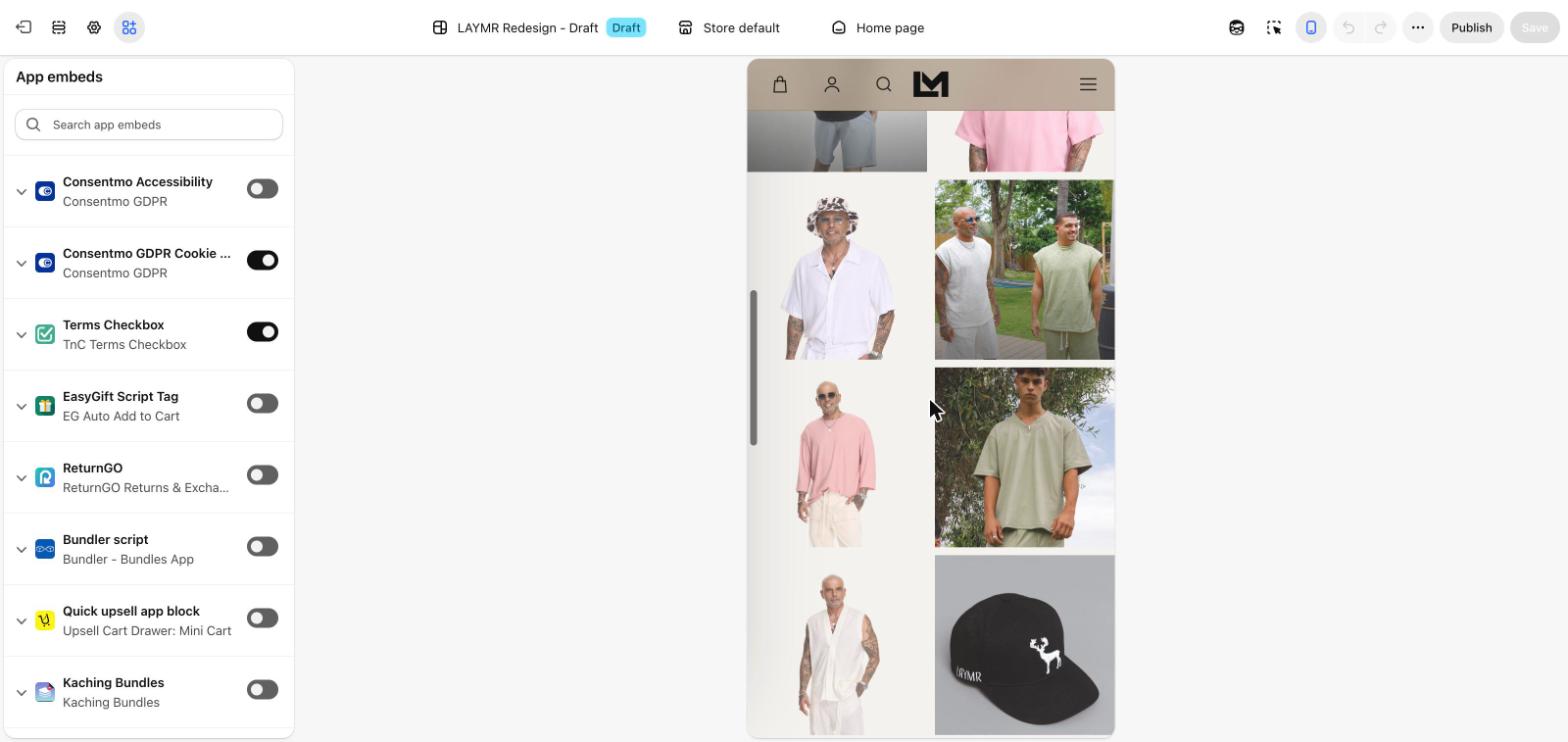 LAYMR Redesign - Draft
Draft
Store default
Home page
Publish
Save
App embeds
Search app embeds
Consentmo Accessibility
Consentmo GDPR
Consentmo GDPR Cookie ...
Consentmo GDPR
Terms Checkbox
TnC Terms Checkbox
EasyGift Script Tag
EG Auto Add to Cart
ReturnGO
ReturnGO Returns & Excha...
Bundler script
Bundler - Bundles App
Quick upsell app block
Upsell Cart Drawer: Mini Cart
Kaching Bundles
Kaching Bundles
LM
LAYMR